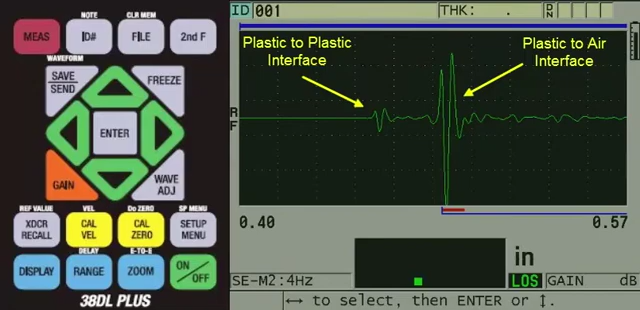 NOTE CLR MEM
MEAS ID# FILE 2nd F
WAVEFORM
SAVE/
SEND
FREEZE
ENTER
GAIN
WAVE
ADJ
REF VALUE VEL Do ZERO SP MENU
XDCR
RECALL
CAL
VEL
CAL
ZERO
SETUP
MENU
DELAY E-TO-E
DISPLAY RANGE ZOOM ON
/OFF
38DL PLUS
ID 001 THK: . DN
Plastic to Plastic
Interface
Plastic to Air
Interface
RF
0.40 0.57
in
SE-M2:4Hz LOS GAIN dB
↔ to select, then ENTER or ↕.